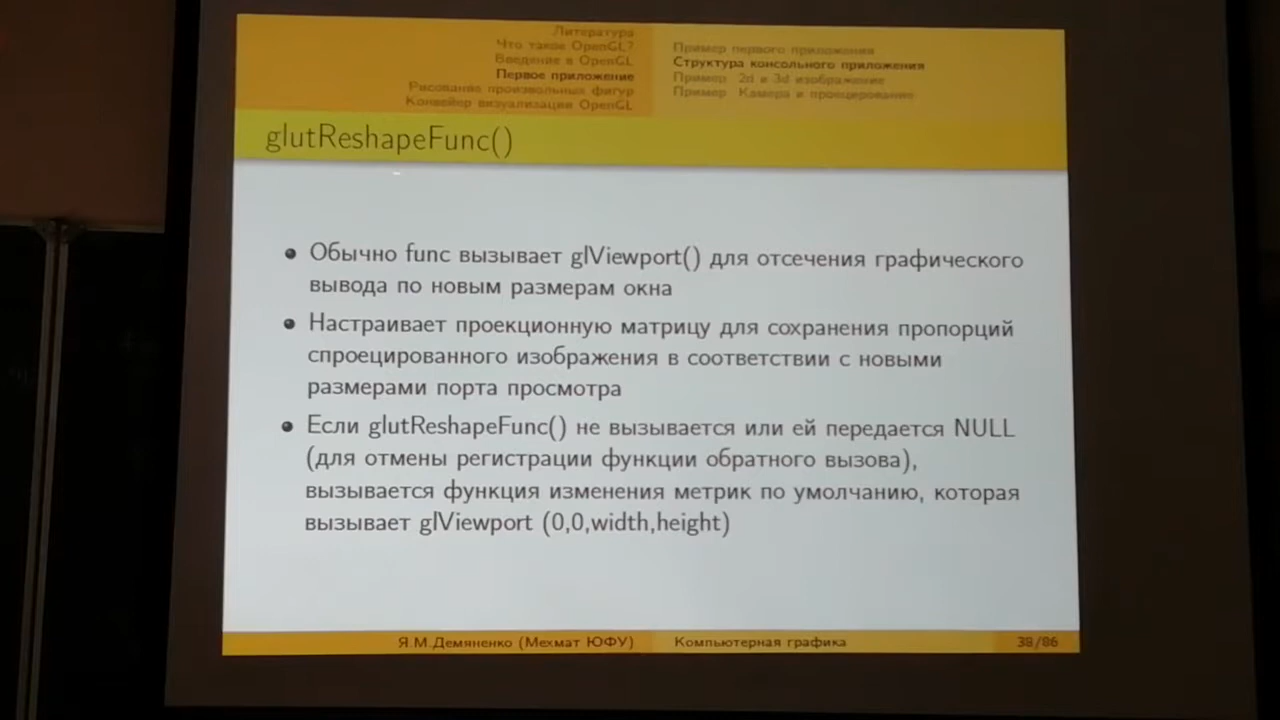 Литература
Что такое OpenGL?
Введение в OpenGL
Первое приложение
Рисование произвольных фигур
Конвейер визуализации OpenGL
Пример первого приложения
Структура консольного приложения
Пример 2d и 3d изображение
Пример Камера и проецирование
glutReshapeFunc()
Обычно func вызывает glViewport() для отсечения графического
вывода по новым размерам окна
Настраивает проекционную матрицу для сохранения пропорций
спроецированного изображения в соответствии с новыми
размерами порта просмотра
Если glutReshapeFunc() не вызывается или ей передается NULL
(для отмены регистрации функции обратного вызова),
вызывается функция изменения метрик по умолчанию, которая
вызывает glViewport (0,0,width,height)
Я.М.Демяненко (Мехмат ЮФУ)
Компьютерная графика
38/86